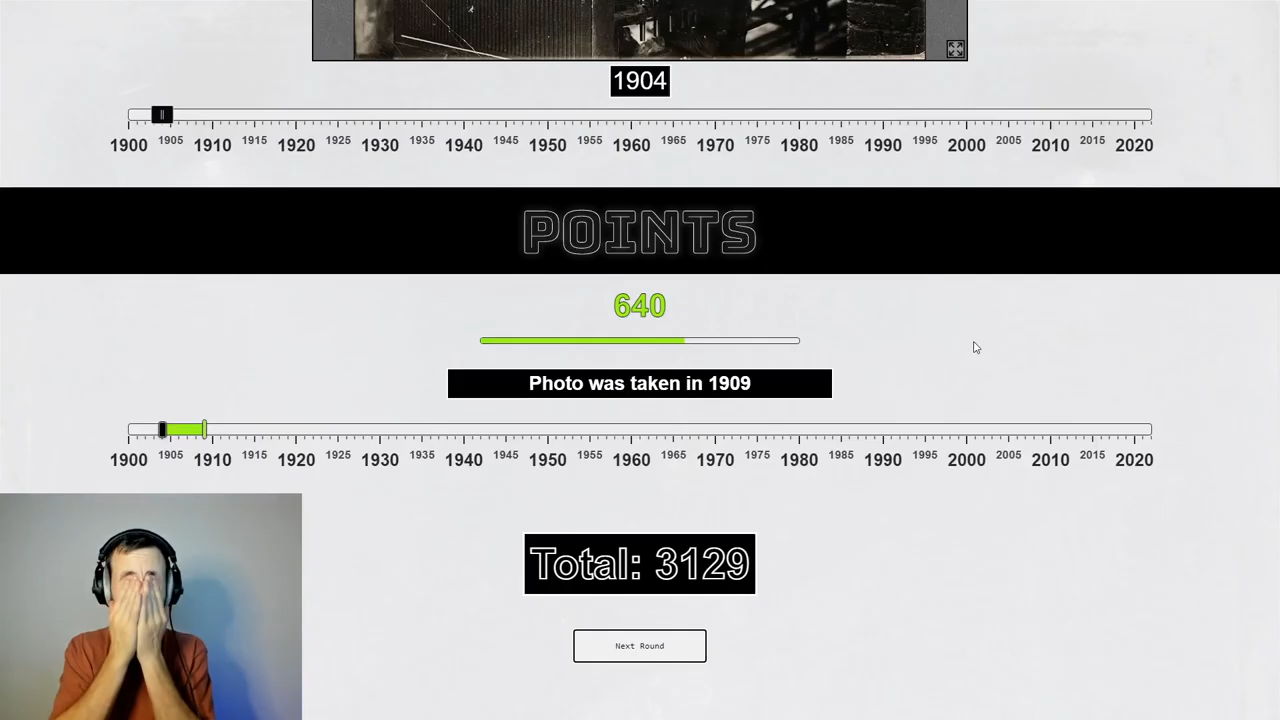 1904
1900 1905 1910 1915 1920 1925 1930 1935 1940 1945 1950 1955 1960 1965 1970 1975 1980 1985 1990 1995 2000 2005 2010 2015 2020
POINTS
640
Photo was taken in 1909
1900 1905 1910 1915 1920 1925 1930 1935 1940 1945 1950 1955 1960 1965 1970 1975 1980 1985 1990 1995 2000 2005 2010 2015 2020
Total: 3129
Next Round